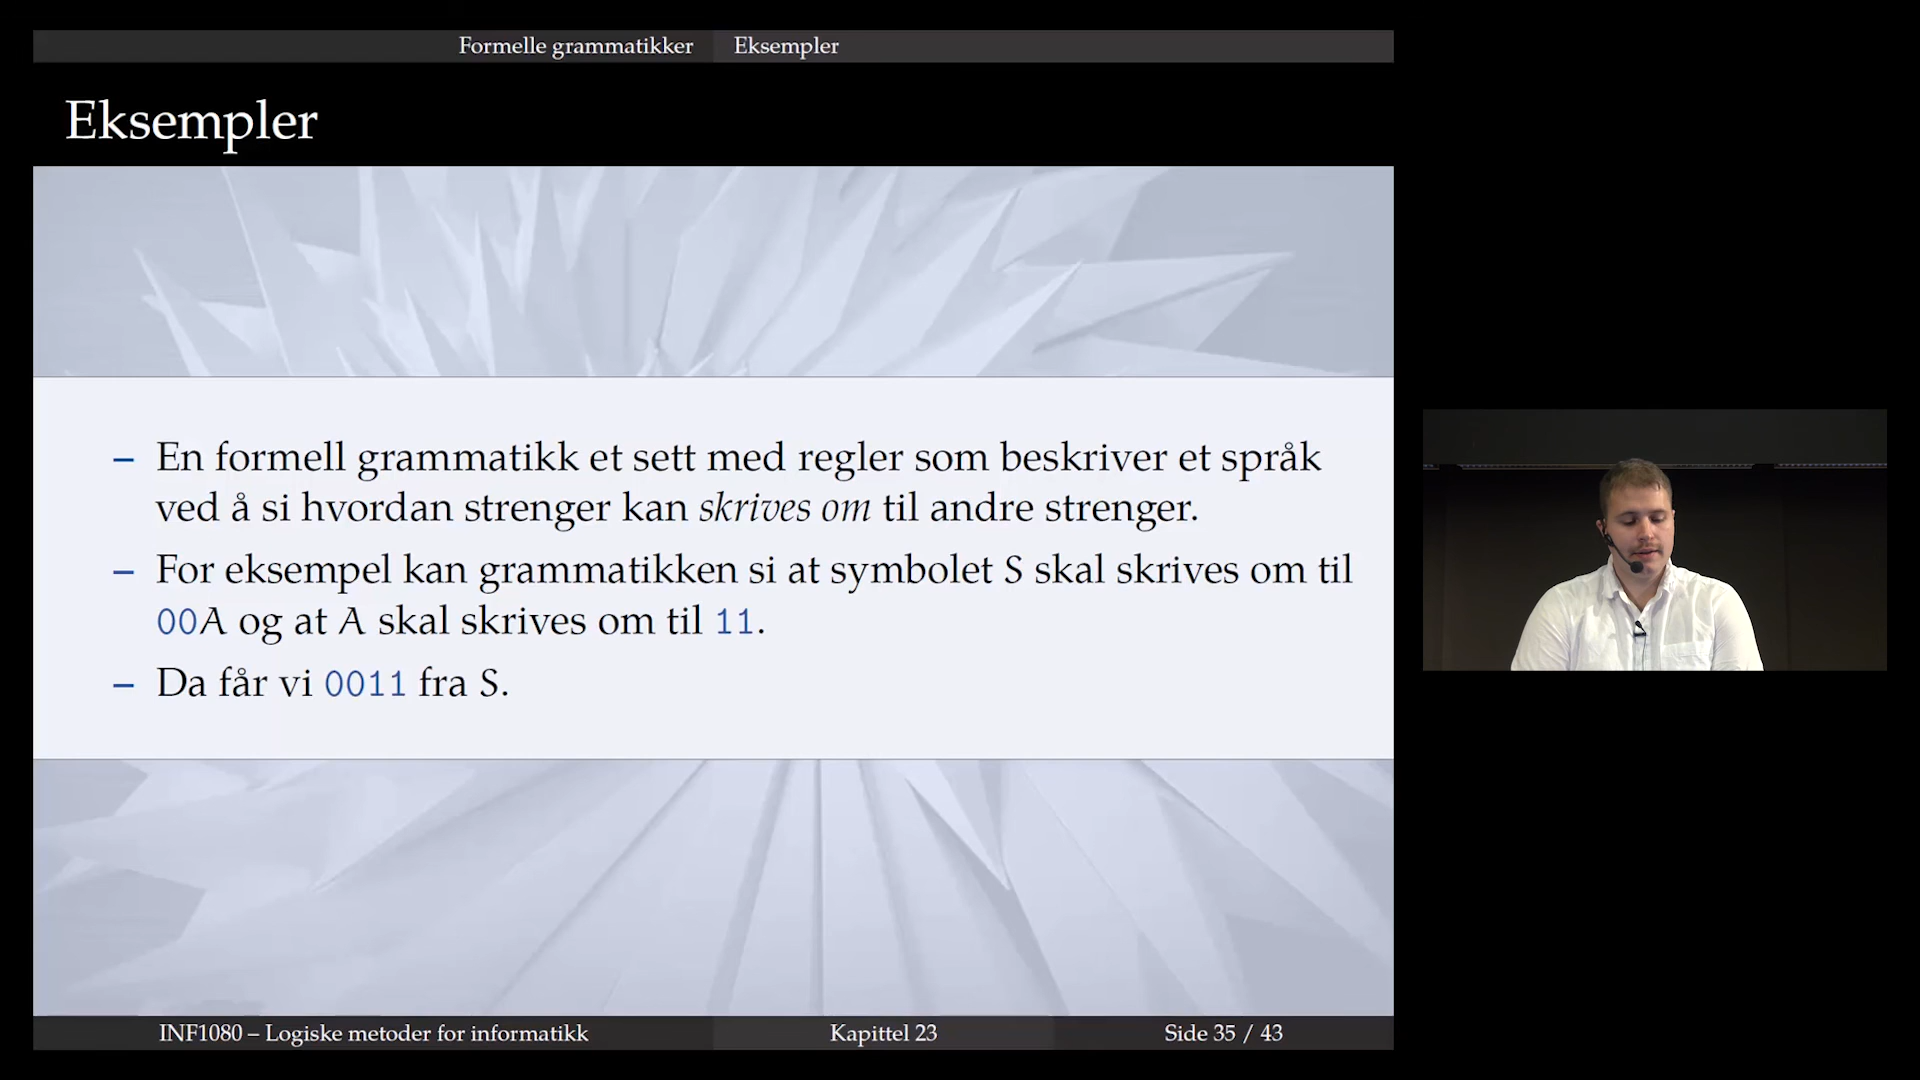 Formelle grammatikker Eksempler
Eksempler
– En formell grammatikk et sett med regler som beskriver et språk
ved å si hvordan strenger kan skrives om til andre strenger.
– For eksempel kan grammatikken si at symbolet S skal skrives om til
00A og at A skal skrives om til 11.
– Da får vi 0011 fra S.
INF1080 – Logiske metoder for informatikk Kapittel 23 Side 35 / 43